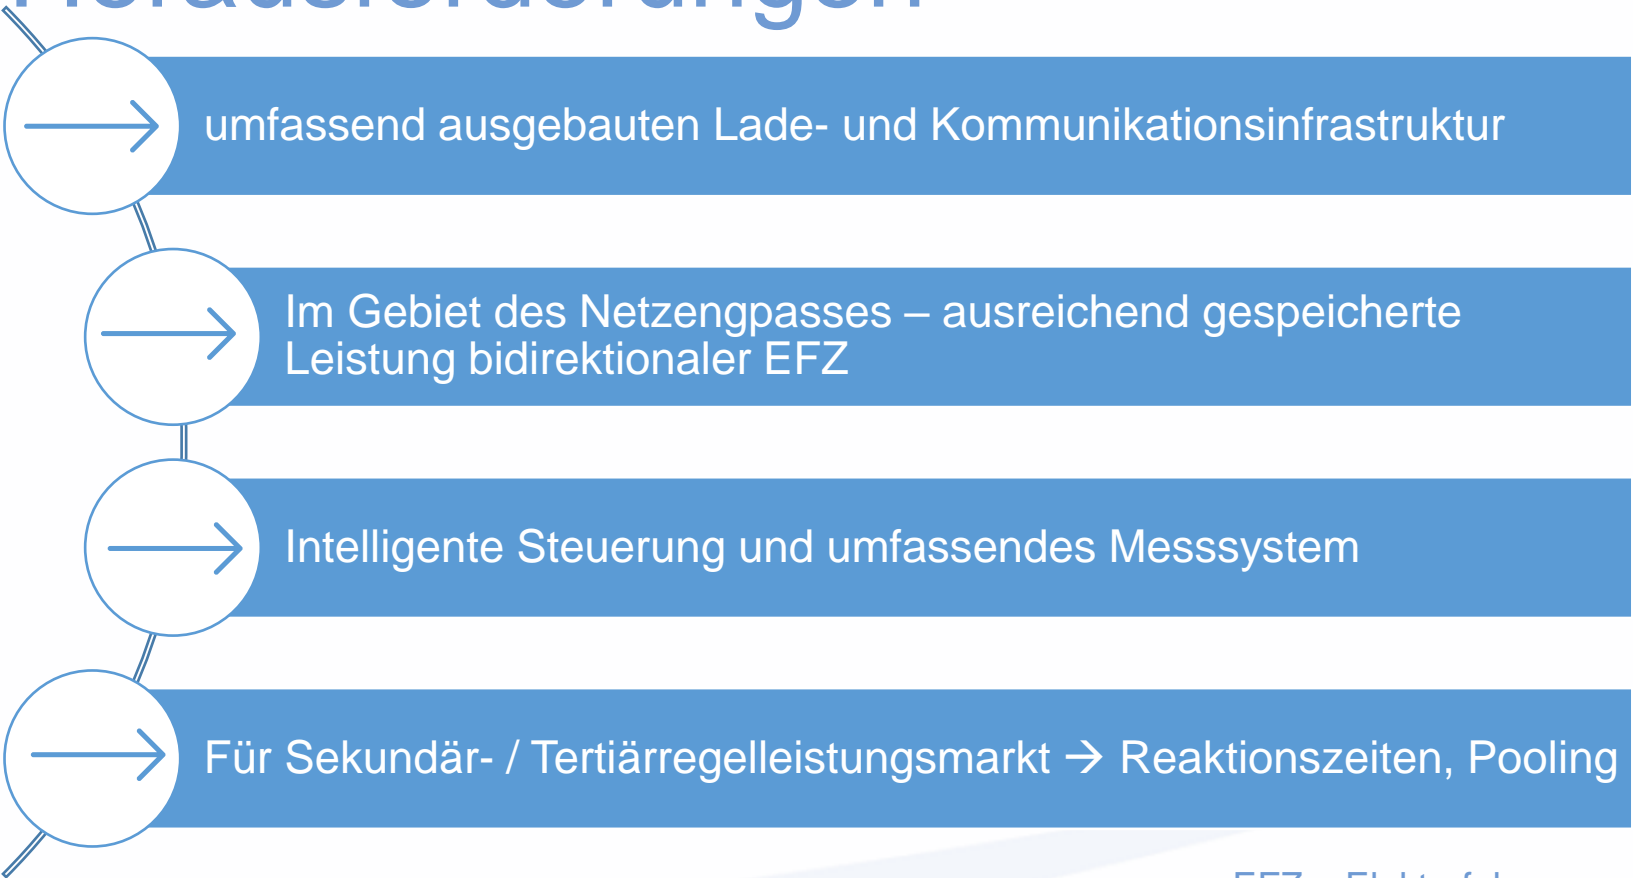 Herausforderungen
umfassend ausgebauten Lade- und Kommunikationsinfrastruktur
Im Gebiet des Netzengpasses – ausreichend gespeicherte
Leistung bidirektionaler EFZ
Intelligente Steuerung und umfassendes Messsystem
Für Sekundär- / Tertiärregelleistungsmarkt → Reaktionszeiten, Pooling